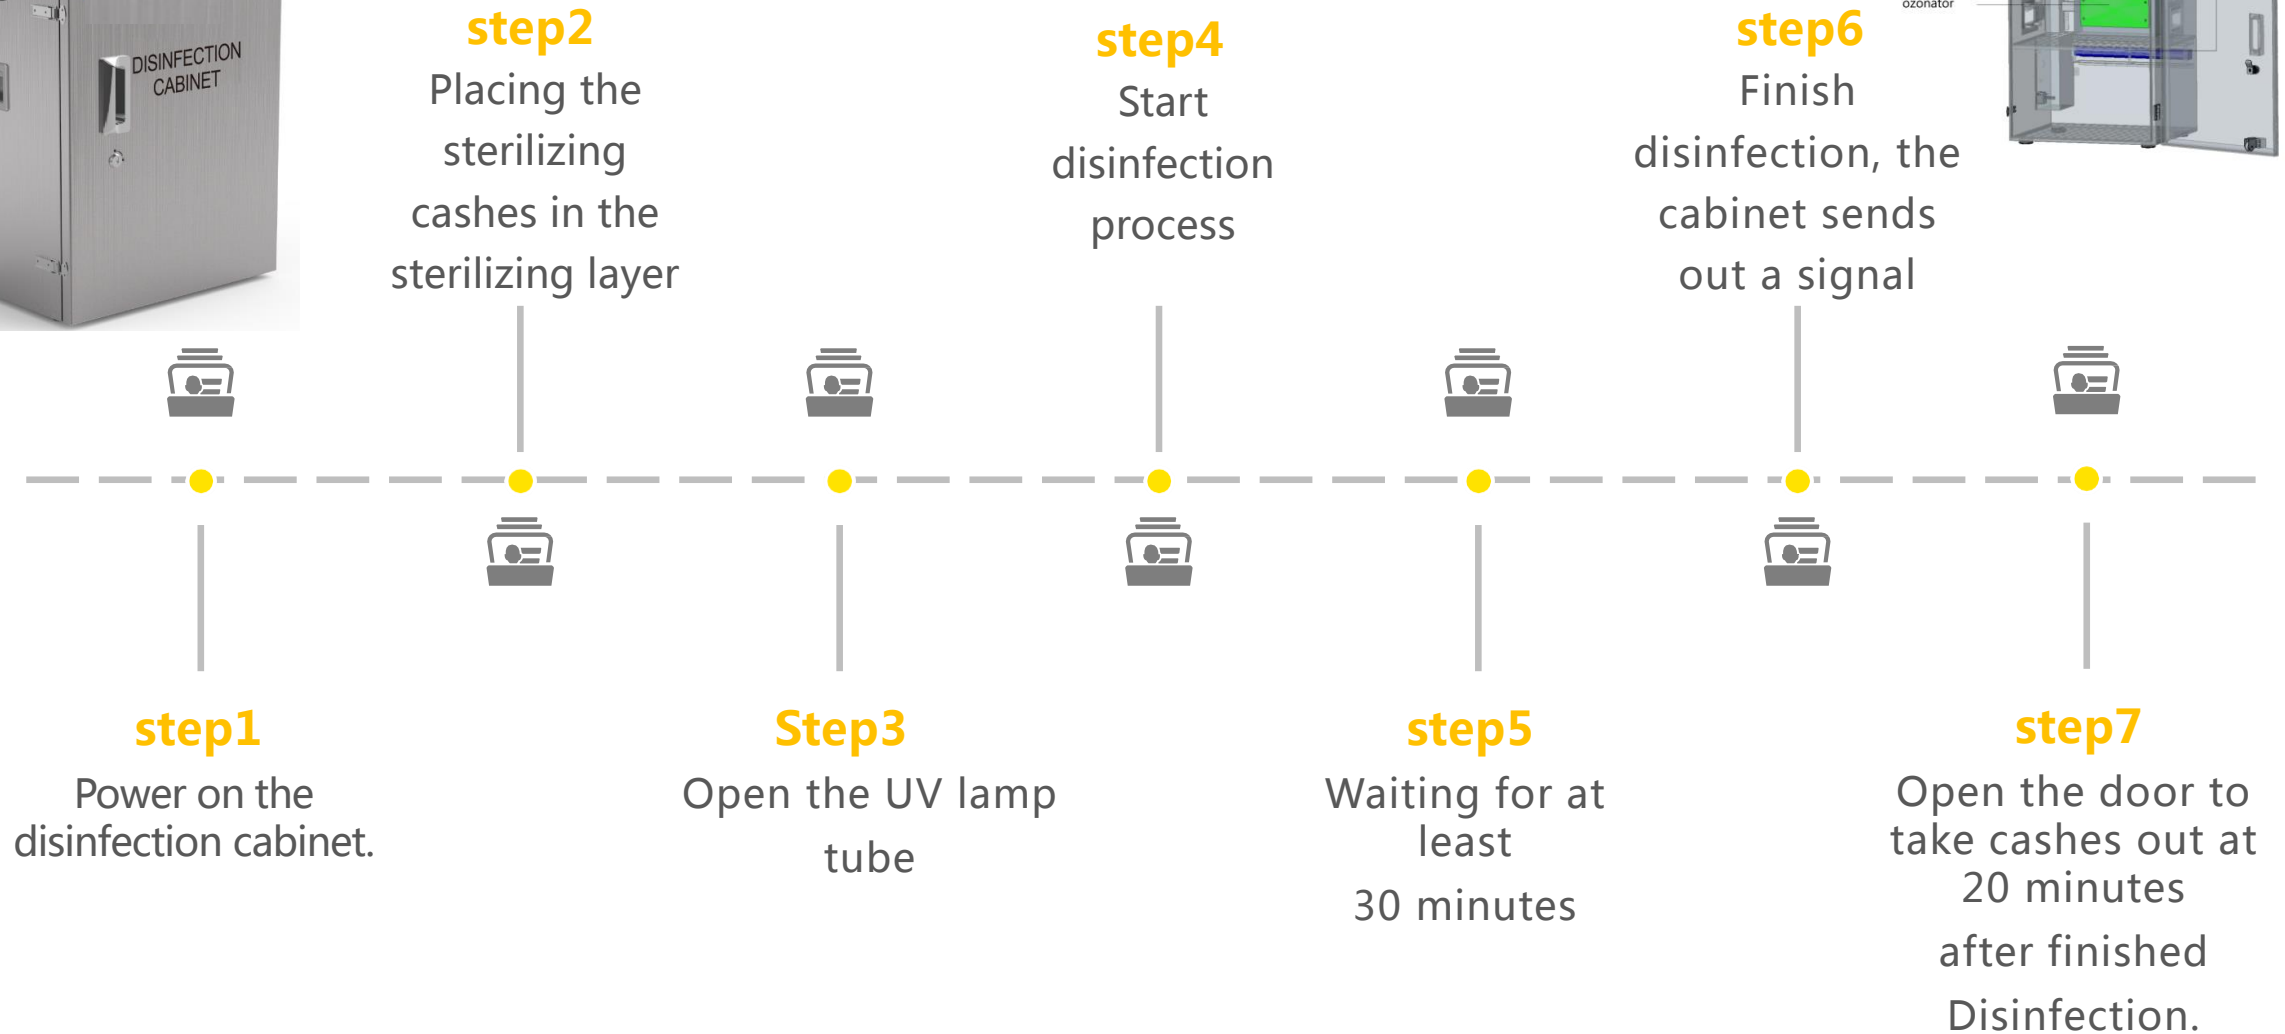 DISINFECTION
CABINET
step2
Placing the
sterilizing
cashes in the
sterilizing layer
step4
Start
disinfection
process
step6
Finish
disinfection, the
cabinet sends
out a signal
ozonator
step1
Power on the
disinfection cabinet.
Step3
Open the UV lamp
tube
step5
Waiting for at
least
30 minutes
step7
Open the door to
take cashes out at
20 minutes
after finished
Disinfection.